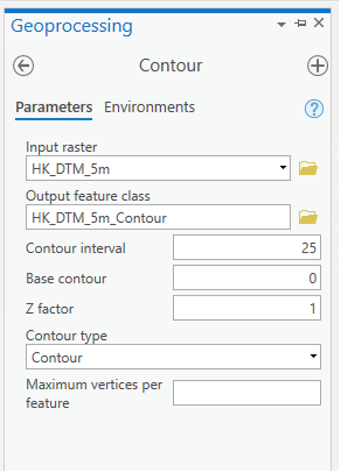 Geoprocessing
Contour
Parameters Environments
Input raster
HK_DTM_5m
Output feature class
HK_DTM_5m_Contour
Contour interval 25
Base contour 0
Z factor 1
Contour type
Contour
Maximum vertices per
feature